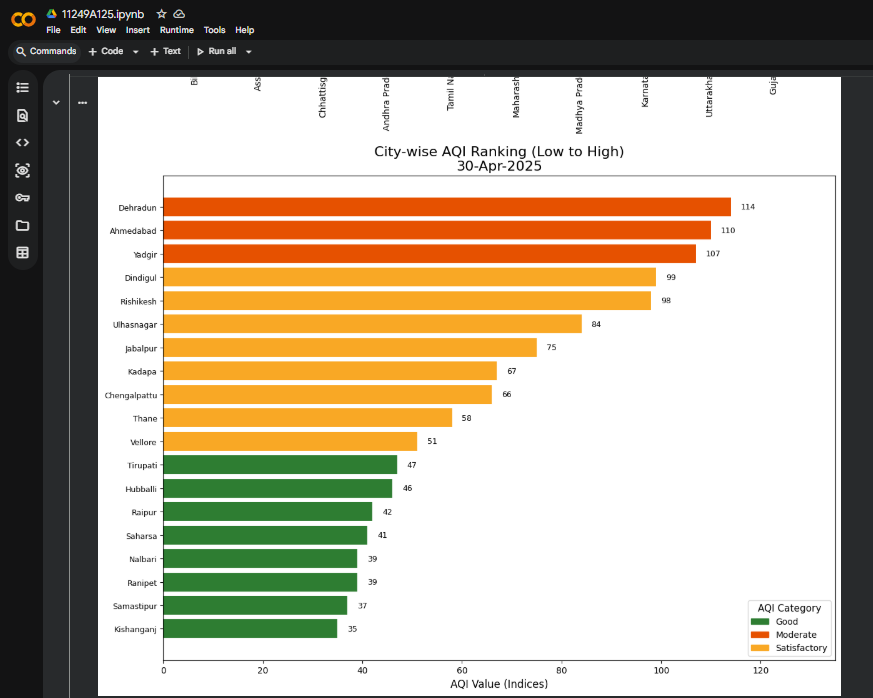 11249A125.ipynb
File Edit View Insert Runtime Tools Help
Commands + Code + Text Run all
Chhattisg
Andhra Prad
Tamil N
Maharash
Madhya Prad
Karnata
Uttarakha
Guja
City-wise AQI Ranking (Low to High)
30-Apr-2025
Dehradun 114
Ahmedabad 110
Yadgir 107
Dindigul 99
Rishikesh 98
Ulhasnagar 84
Jabalpur 75
Kadapa 67
Chengalpattu 66
Thane 58
Vellore 51
Tirupati 47
Hubballi 46
Raipur 42
Saharsa 41
Nalbari 39
Ranipet 39
Samastipur 37
Kishanganj 35
AQI Category
Good
Moderate
Satisfactory
0 20 40 60 80 100 120
AQI Value (Indices)